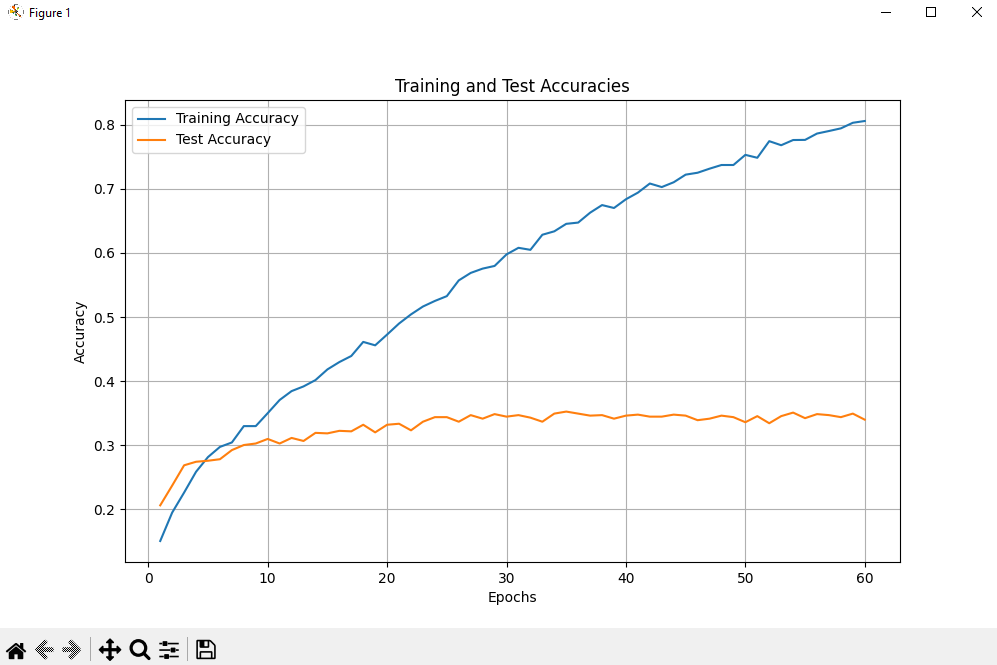 Figure 1
Training and Test Accuracies
Training Accuracy
Test Accuracy
0.8
0.7
0.6
0.5
0.4
0.3
0.2
Accuracy
0 10 20 30 40 50 60
Epochs